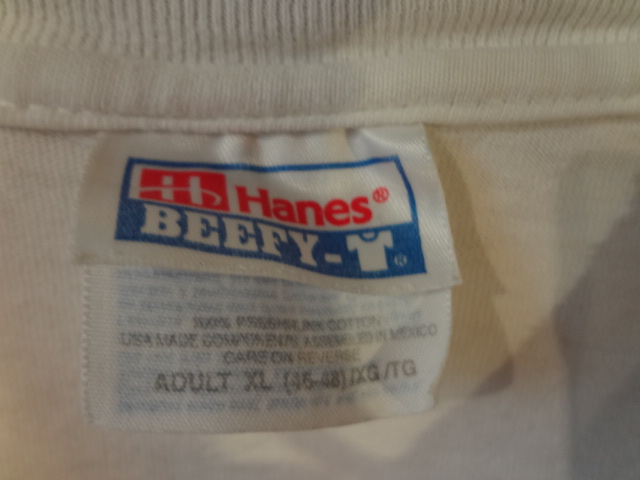 Hanes®
BEEFY-T®
100% PRESHRUNK COTTON
USA MADE COMPONENTS ASSEMBLED IN MEXICO
CARE ON REVERSE
ADULT XL (46-48)/XG/TG